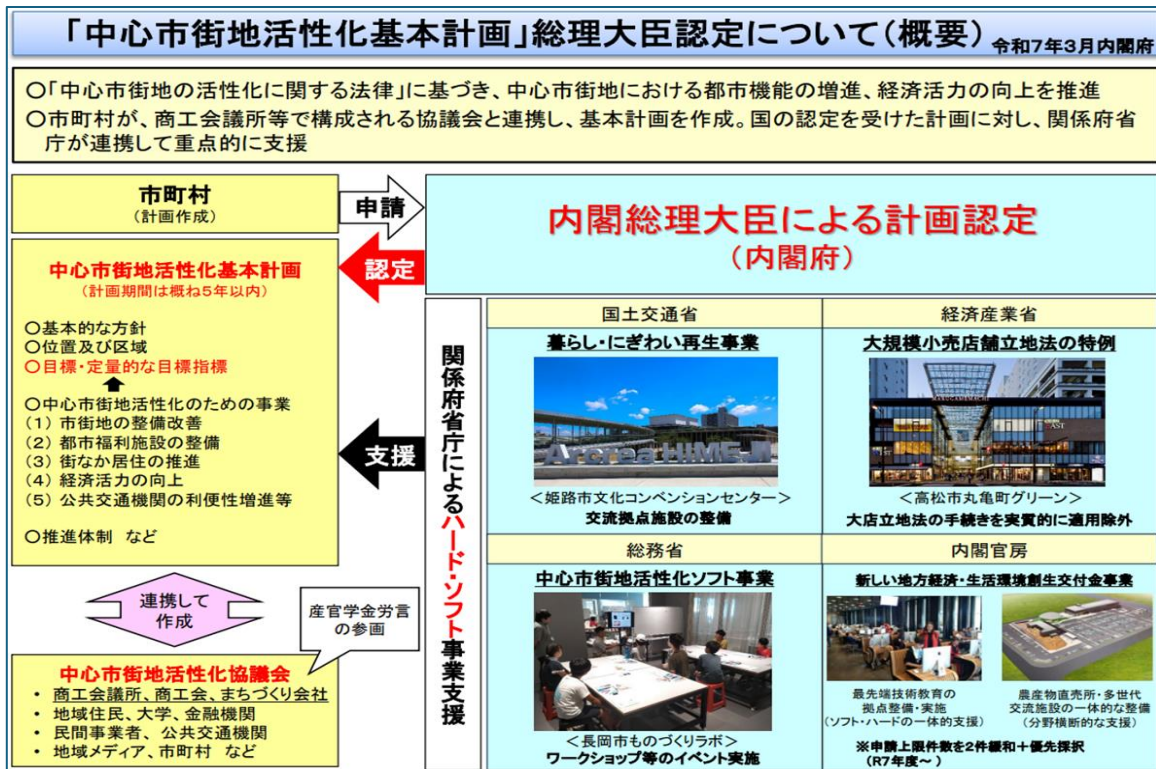 「中心市街地活性化基本計画」総理大臣認定について(概要) 令和7年3月内閣府
○「中心市街地の活性化に関する法律」に基づき、中心市街地における都市機能の増進、経済活力の向上を推進
○市町村が、商工会議所等で構成される協議会と連携し、基本計画を作成。国の認定を受けた計画に対し、関係府省
庁が連携して重点的に支援
市町村
(計画作成)
申請
内閣総理大臣による計画認定
(内閣府)
認定
中心市街地活性化基本計画
(計画期間は概ね5年以内)
○基本的な方針
○位置及び区域
○目標・定量的な目標指標
○中心市街地活性化のための事業
(1) 市街地の整備改善
(2) 都市福利施設の整備
(3) 街なか居住の推進
(4) 経済活力の向上
(5) 公共交通機関の利便性増進等
○推進体制 など
支援
連携して
作成
産官学金労言
の参画
中心市街地活性化協議会
・ 商工会議所、商工会、まちづくり会社
・ 地域住民、大学、金融機関
・ 民間事業者、公共交通機関
・ 地域メディア、市町村 など
関係府省庁によるハード・ソフト事業支援
国土交通省
暮らし・にぎわい再生事業
Arcrea HIMEJI
<姫路市文化コンベンションセンター>
交流拠点施設の整備
経済産業省
大規模小売店舗立地法の特例
MARUGAMEMACHI
AST
<高松市丸亀町グリーン>
大店立地法の手続きを実質的に適用除外
総務省
中心市街地活性化ソフト事業
<長岡市ものづくりラボ>
ワークショップ等のイベント実施
内閣官房
新しい地方経済・生活環境創生交付金事業
最先端技術教育の
拠点整備・実施
(ソフト・ハードの一体的支援)
農産物直売所・多世代
交流施設の一体的な整備
(分野横断的な支援)
※申請上限件数を2件緩和+優先採択
(R7年度~)